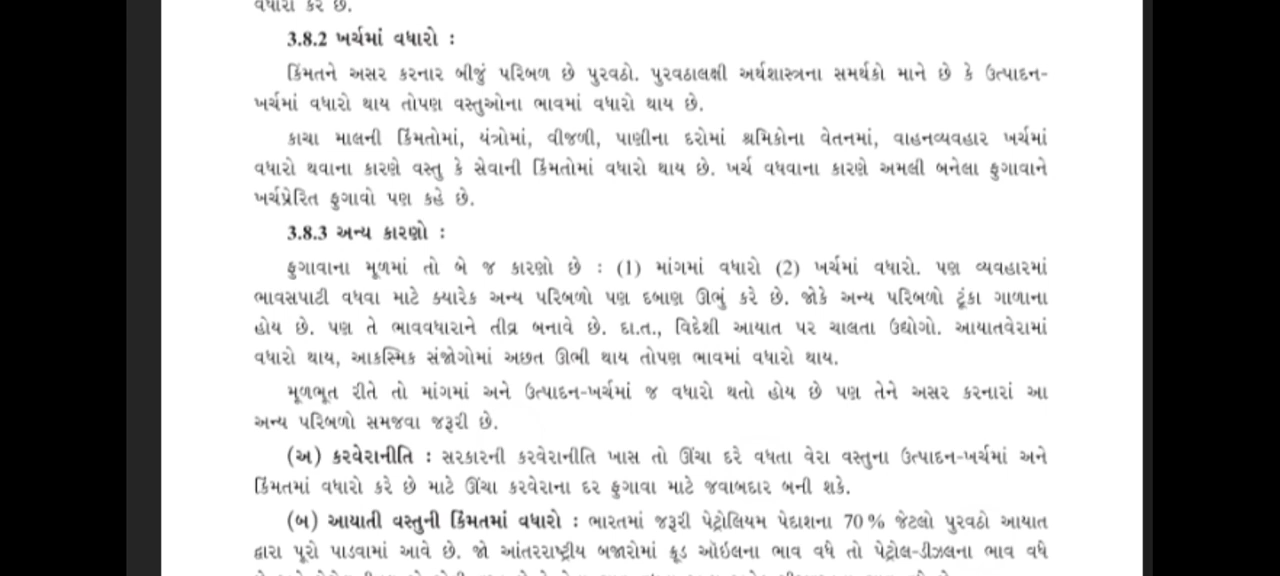 વધારો કરે છે.
3.8.2 ખર્ચમાં વધારો :
કિંમતને અસર કરનાર બીજું પરિબળ છે પુરવઠો. પુરવઠાલક્ષી અર્થશાસ્ત્રના સમર્થકો માને છે કે ઉત્પાદન-
ખર્ચમાં વધારો થાય તોપણ વસ્તુઓના ભાવમાં વધારો થાય છે.
કાચા માલની કિંમતોમાં, યંત્રોમાં, વીજળી, પાણીના દરોમાં શ્રમિકોના વેતનમાં, વાહનવ્યવહાર ખર્ચમાં
વધારો થવાના કારણે વસ્તુ કે સેવાની કિંમતોમાં વધારો થાય છે. ખર્ચ વધવાના કારણે અમલી બનેલા ફુગાવાને
ખર્ચપ્રેરિત ફુગાવો પણ કહે છે.
3.8.3 અન્ય કારણો :
ફુગાવાના મૂળમાં તો બે જ કારણો છે : (1) માંગમાં વધારો (2) ખર્ચમાં વધારો. પણ વ્યવહારમાં
ભાવસપાટી વધવા માટે ક્યારેક અન્ય પરિબળો પણ દબાણ ઊભું કરે છે. જોકે અન્ય પરિબળો ટૂંકા ગાળાના
હોય છે. પણ તે ભાવવધારાને તીવ્ર બનાવે છે. દા.ત., વિદેશી આયાત પર ચાલતા ઉદ્યોગો. આયાતવેરામાં
વધારો થાય, આકસ્મિક સંજોગોમાં અછત ઊભી થાય તોપણ ભાવમાં વધારો થાય.
મૂળભૂત રીતે તો માંગમાં અને ઉત્પાદન-ખર્ચમાં જ વધારો થતો હોય છે પણ તેને અસર કરનારાં આ
અન્ય પરિબળો સમજવા જરૂરી છે.
(અ) કરવેરાનીતિ : સરકારની કરવેરાનીતિ ખાસ તો ઊંચા દરે વધતા વેરા વસ્તુના ઉત્પાદન-ખર્ચમાં અને
કિંમતમાં વધારો કરે છે માટે ઊંચા કરવેરાના દર ફુગાવા માટે જવાબદાર બની શકે.
(બ) આયાતી વસ્તુની કિંમતમાં વધારો : ભારતમાં જરૂરી પેટ્રોલિયમ પેદાશના 70 % જેટલો પુરવઠો આયાત
દ્વારા પૂરો પાડવામાં આવે છે. જો આંતરરાષ્ટ્રીય બજારોમાં ક્રૂડ ઑઇલના ભાવ વધે તો પેટ્રોલ-ડીઝલના ભાવ વધે